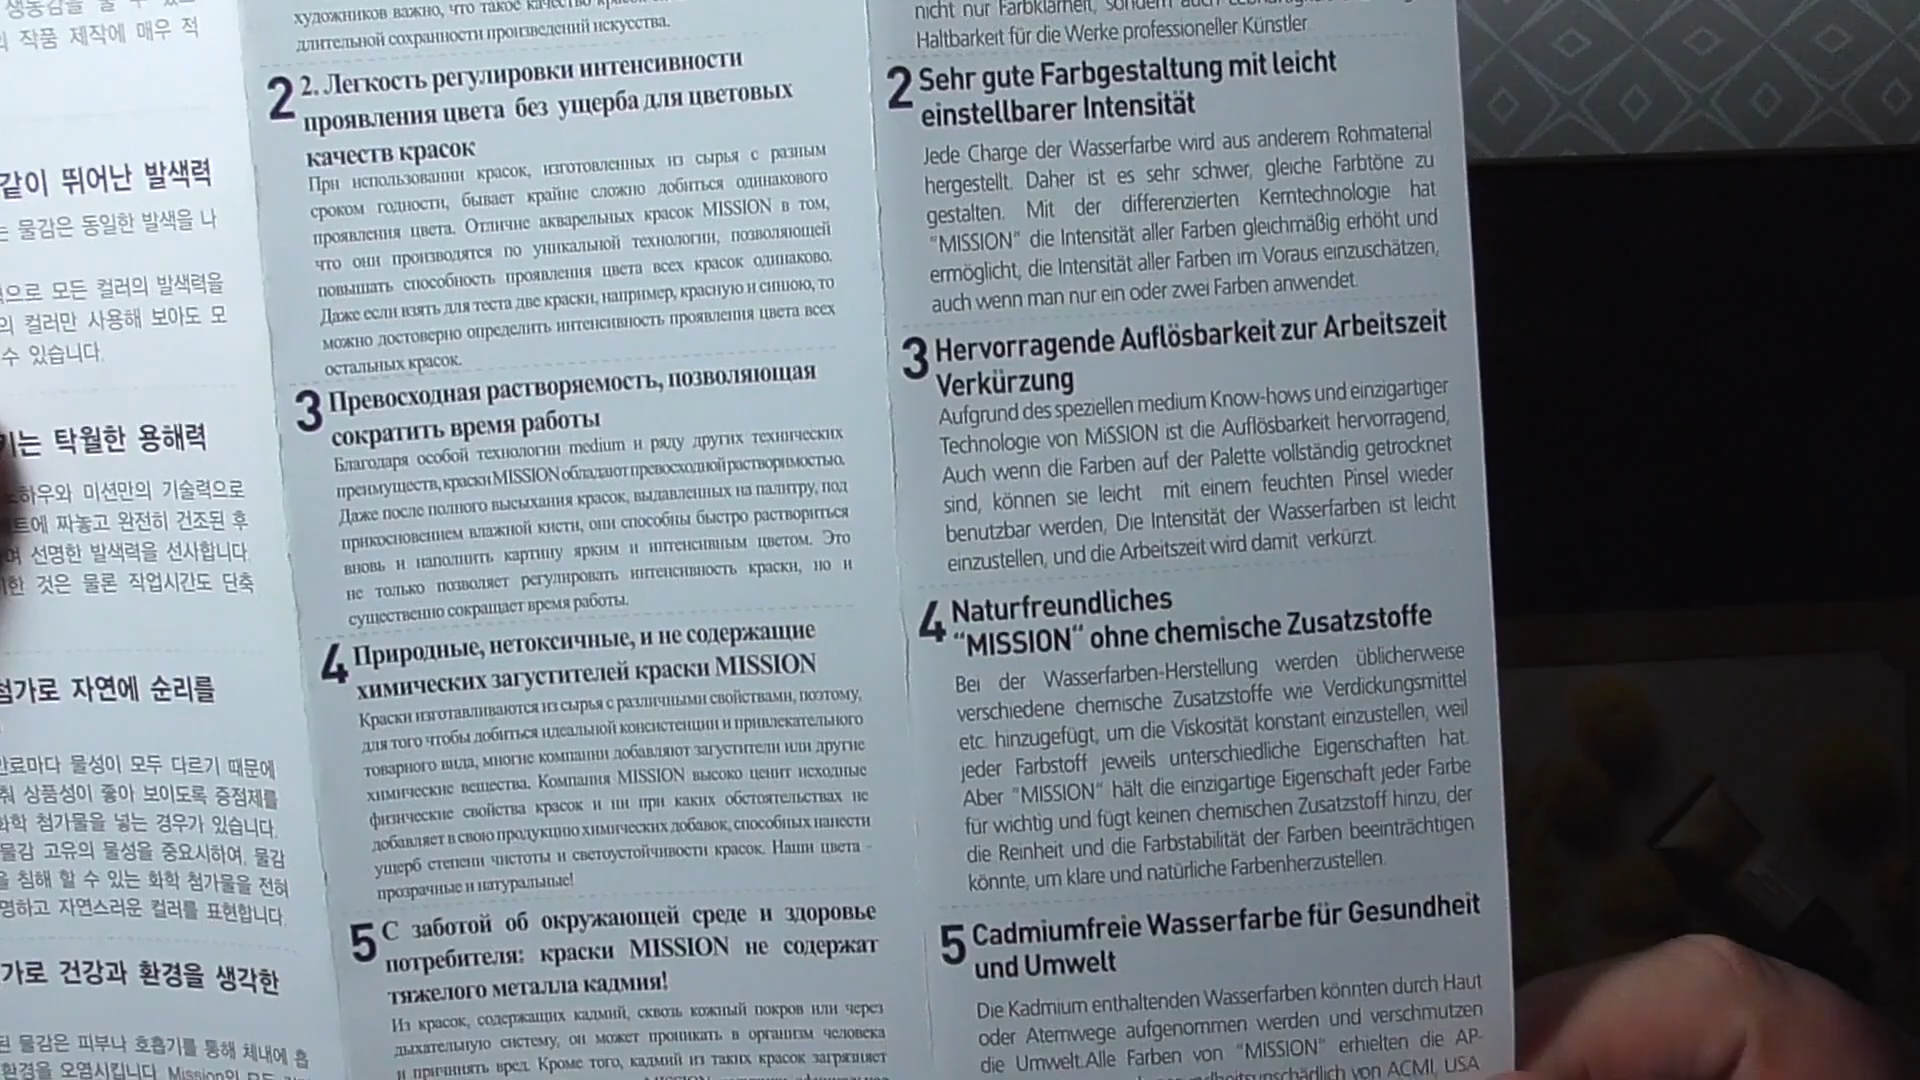 생동감을
작품 제작에 매우 적
같이 뛰어난 발색력
물감은 동일한 발색을 나
으로 모든 컬러의 발색력을
컬러만 사용해 보아도 모
수 있습니다.
탁월한 용해력
노하우와 미션만의 기술력으로
짜놓고 완전히 건조된 후
선명한 발색력을 선사합니다.
것은 물론 작업시간도 단축
첨가로 자연에 순리를
안료마다 물성이 모두 다르기 때문에
상품성이 좋아 보이도록 증점제를
화학 첨가물을 넣는 경우가 있습니다.
물감 고유의 물성을 중요시하여, 물감
침해 할 수 있는 화학 첨가물을 전혀
자연스러운 컬러를 표현합니다.
건강과 환경을 생각한
물감은 피부나 호흡기를 통해 체내에 흡
환경을 오염시킵니다. Mission의
художников важно, что такое качество
длительной сохранности произведений искусства.
2 2. Легкость регулировки интенсивности
проявления цвета без ущерба для цветовых
качеств красок
При использовании красок, изготовленных из сырья с разным
сроком годности, бывает крайне сложно добиться одинакового
проявления цвета. Отличие акварельных красок MISSION в том,
что они производятся по уникальной технологии, позволяющей
повышать способность проявления цвета всех красок одинаково.
Даже если взять для теста две краски, например, красную и синюю, то
можно достоверно определить интенсивность проявления цвета всех
остальных красок.
3 Превосходная растворяемость, позволяющая
сократить время работы
Благодаря особой технологии medium и ряду других технических
преимуществ, краски MISSION обладают превосходной растворимостью.
Даже после полного высыхания красок, выдавленных на палитру, под
прикосновением влажной кисти, они способны быстро раствориться
вновь и наполнить картину ярким и интенсивным цветом. Это
не только позволяет регулировать интенсивность краски, но и
существенно сокращает время работы.
4 Природные, нетоксичные, и не содержащие
химических загустителей краски MISSION
Краски изготавливаются из сырья с различными свойствами, поэтому,
для того чтобы добиться идеальной консистенции и привлекательного
товарного вида, многие компании добавляют загустители или другие
химические вещества. Компания MISSION высоко ценит исходные
физические свойства красок и ни при каких обстоятельствах не
добавляет в свою продукцию химических добавок, способных нанести
ущерб степени чистоты и светоустойчивости красок. Наши цвета -
прозрачные и натуральные!
5 С заботой об окружающей среде и здоровье
потребителя: краски MISSION не содержат
тяжелого металла кадмия!
Из красок, содержащих кадмий, сквозь кожный покров или через
дыхательную систему, он может проникать в организм человека
и причинять вред. Кроме того, кадмий из таких красок загрязняет
nicht nur Farbklarheit, sondern auch
Haltbarkeit für die Werke professioneller Künstler
2 Sehr gute Farbgestaltung mit leicht
einstellbarer Intensität
Jede Charge der Wasserfarbe wird aus anderem Rohmaterial
hergestellt. Daher ist es sehr schwer, gleiche Farbtöne zu
gestalten. Mit der differenzierten Kerntechnologie hat
“MISSION” die Intensität aller Farben gleichmäßig erhöht und
ermöglicht, die Intensität aller Farben im Voraus einzuschätzen,
auch wenn man nur ein oder zwei Farben anwendet.
3 Hervorragende Auflösbarkeit zur Arbeitszeit
Verkürzung
Aufgrund des speziellen medium Know-hows und einzigartiger
Technologie von MiSSION ist die Auflösbarkeit hervorragend,
Auch wenn die Farben auf der Palette vollständig getrocknet
sind, können sie leicht mit einem feuchten Pinsel wieder
benutzbar werden, Die Intensität der Wasserfarben ist leicht
einzustellen, und die Arbeitszeit wird damit verkürzt.
4 Naturfreundliches
“MISSION“ ohne chemische Zusatzstoffe
Bei der Wasserfarben-Herstellung werden üblicherweise
verschiedene chemische Zusatzstoffe wie Verdickungsmittel
etc. hinzugefügt, um die Viskosität konstant einzustellen, weil
jeder Farbstoff jeweils unterschiedliche Eigenschaften hat.
Aber “MISSION” hält die einzigartige Eigenschaft jeder Farbe
für wichtig und fügt keinen chemischen Zusatzstoff hinzu, der
die Reinheit und die Farbstabilität der Farben beeinträchtigen
könnte, um klare und natürliche Farbenherzustellen.
5 Cadmiumfreie Wasserfarbe für Gesundheit
und Umwelt
Die Kadmium enthaltenden Wasserfarben könnten durch Haut
oder Atemwege aufgenommen werden und verschmutzen
die Umwelt.Alle Farben von “MISSION” erhielten die AP-
von ACMI, USA